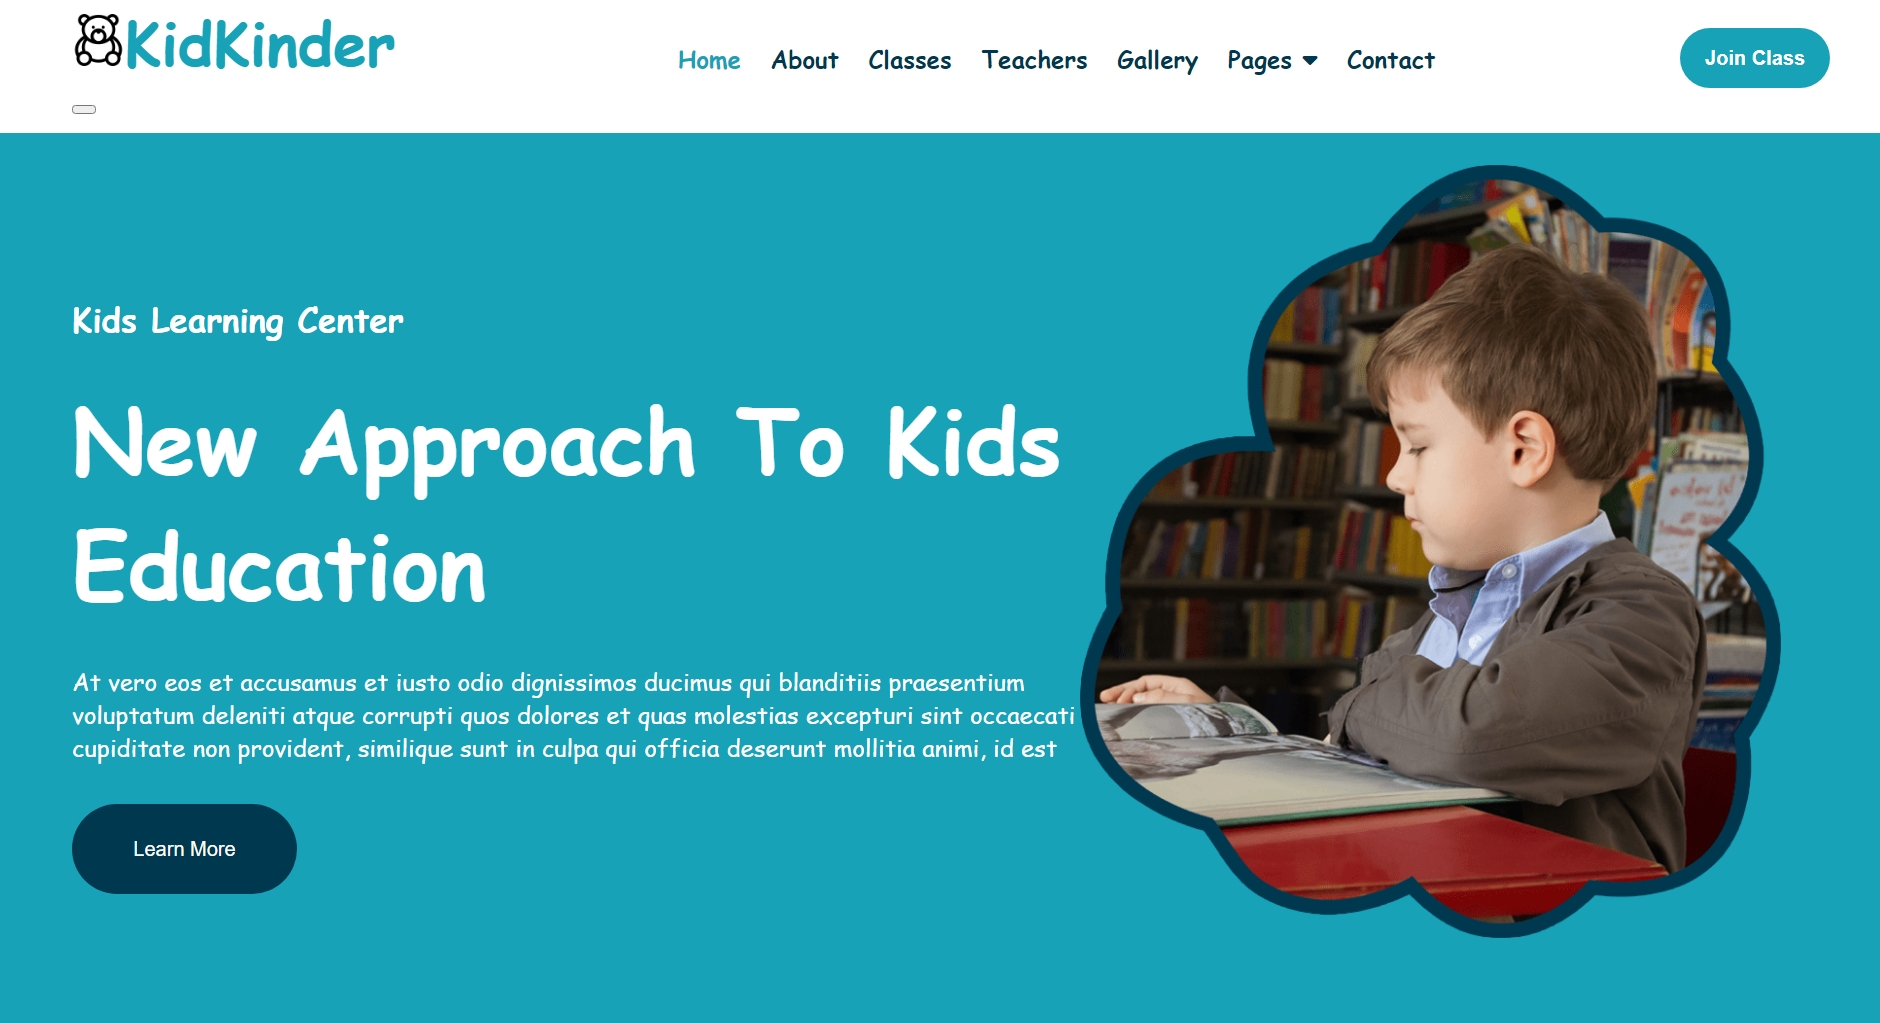 KidKinder
Home About Classes Teachers Gallery Pages Contact
Join Class
Kids Learning Center
New Approach To Kids
Education
At vero eos et accusamus et iusto odio dignissimos ducimus qui blanditiis praesentium
voluptatum deleniti atque corrupti quos dolores et quas molestias excepturi sint occaecati
cupiditate non provident, similique sunt in culpa qui officia deserunt mollitia animi, id est
Learn More